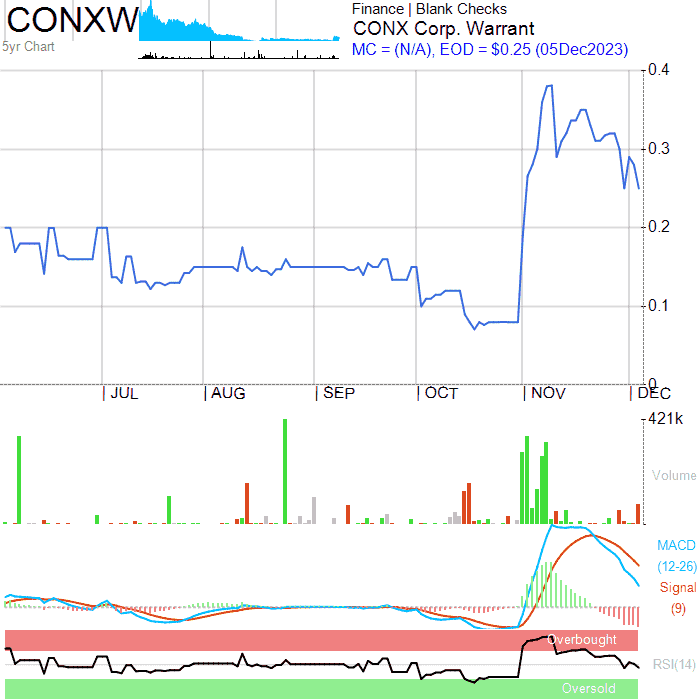 CONXW
5yr Chart
Finance | Blank Checks
CONX Corp. Warrant
MC = (N/A), EOD = $0.25 (05Dec2023)
0.4
0.3
0.2
0.1
0
| JUL | AUG | SEP | OCT | NOV | DEC
421k
Volume
MACD
(12-26)
Signal
(9)
Overbought
RSI(14)
Oversold